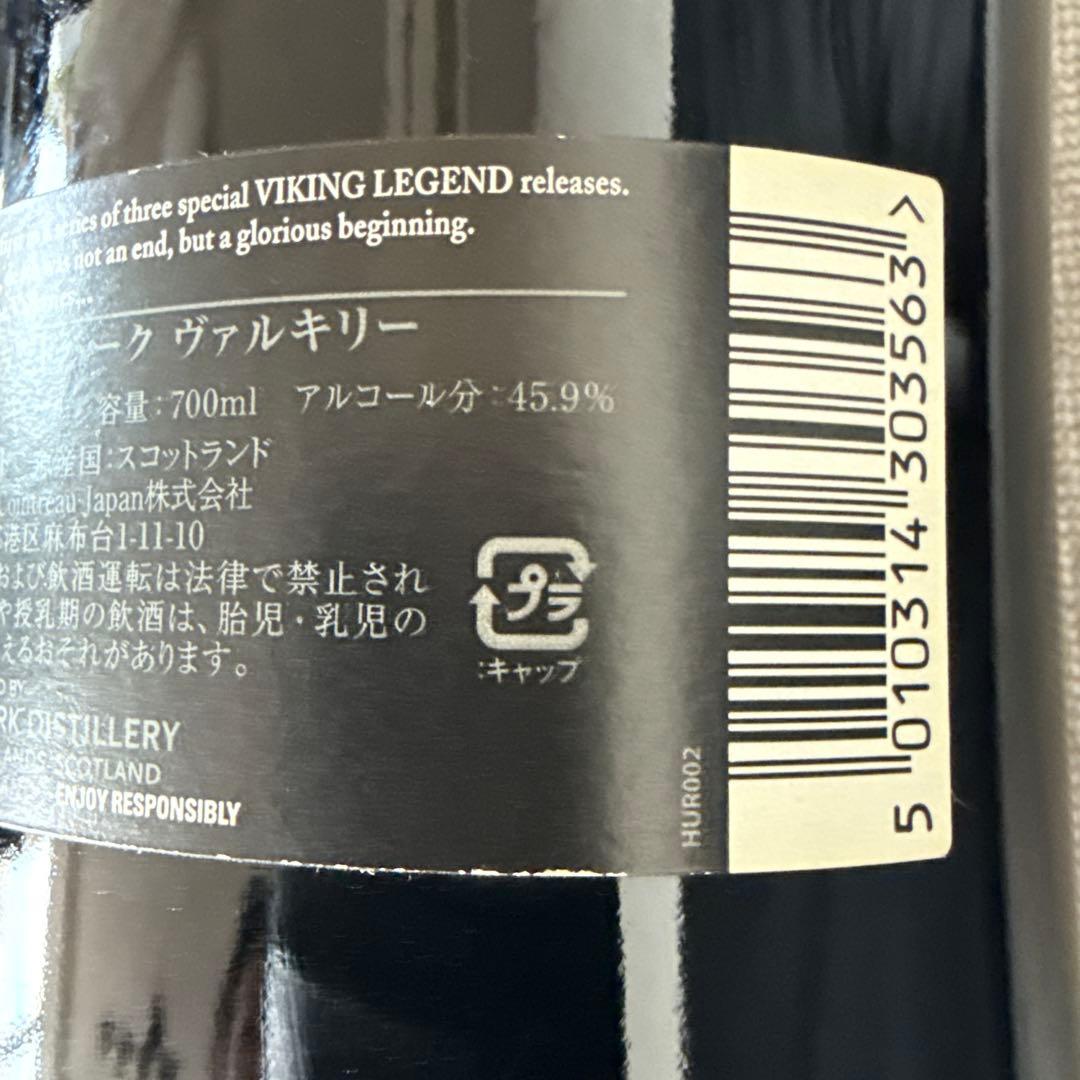 series of three special VIKING LEGEND releases.
was not an end, but a glorious beginning.
ーク ヴァルキリー
容量:700ml アルコール分:45.9%
産国:スコットランド
ointreau Japan株式会社
港区麻布台1-11-10
および飲酒運転は法律で禁止され
や授乳期の飲酒は、胎児・乳児の
えるおそれがあります。
D BY
RK DISTILLERY
ANDS SCOTLAND
ENJOY RESPONSIBLY
プラ
:キャップ
HUR002
5 010314 303563 >